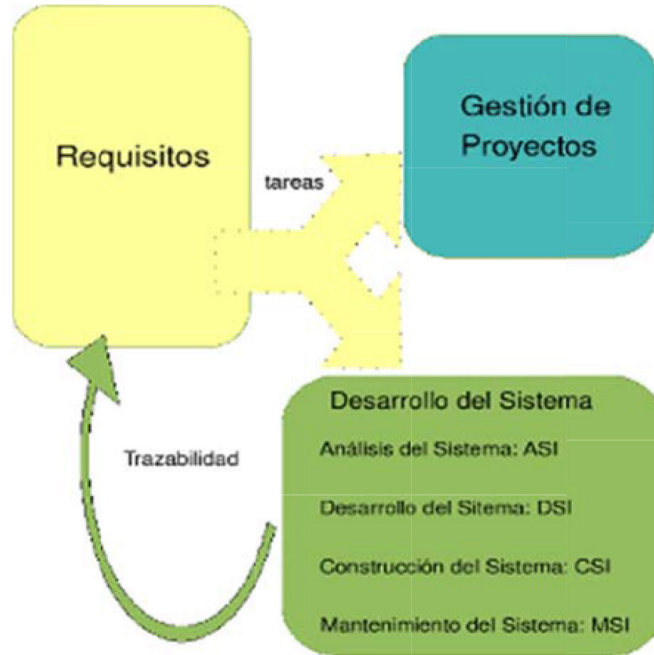 Requisitos
tareas
Gestión de
Proyectos
Trazabilidad
Desarrollo del Sistema
Análisis del Sistema: ASI
Desarrollo del Sitema: DSI
Construcción del Sistema: CSI
Mantenimiento del Sistema: MSI